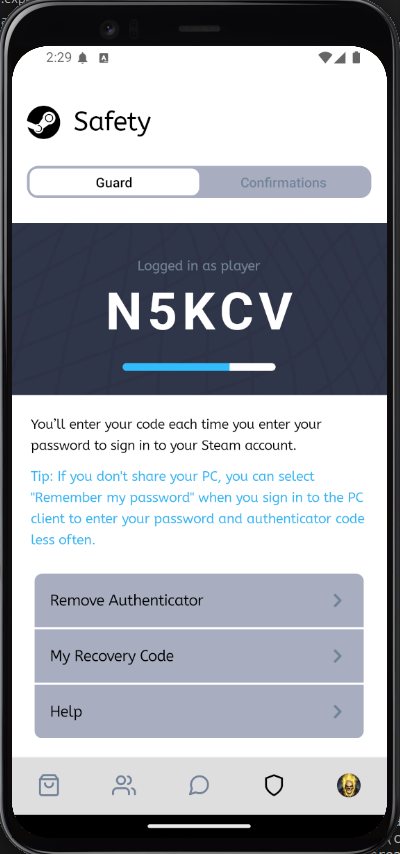 2:29
Safety
Guard
Confirmations
Logged in as player
N5KCV
You'll enter your code each time you enter your
password to sign in to your Steam account.
Tip: If you don't share your PC, you can select
"Remember my password" when you sign in to the PC
client to enter your password and authenticator code
less often.
Remove Authenticator
My Recovery Code
Help